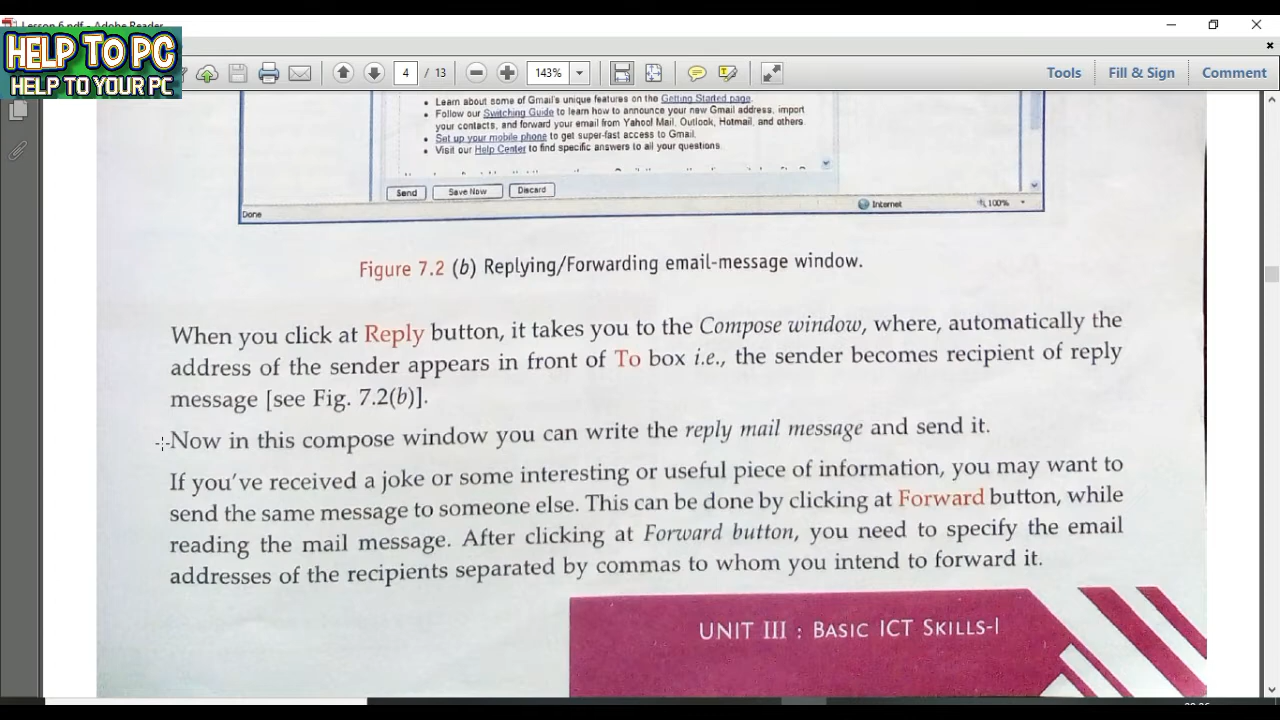 Lesson 6.pdf - Adobe Reader
HELP TO PC
HELP TO YOUR PC
4 / 13
143%
Tools
Fill & Sign
Comment
• Learn about some of Gmail's unique features on the Getting Started page.
• Follow our Switching Guide to learn how to announce your new Gmail address, import
your contacts, and forward your email from Yahoo! Mail, Outlook, Hotmail, and others.
• Set up your mobile phone to get super-fast access to Gmail.
• Visit our Help Center to find specific answers to all your questions
Send
Save Now
Discard
Done
Internet
100%
Figure 7.2 (b) Replying/Forwarding email-message window.
When you click at Reply button, it takes you to the Compose window, where, automatically the
address of the sender appears in front of To box i.e., the sender becomes recipient of reply
message [see Fig. 7.2(b)].
Now in this compose window you can write the reply mail message and send it.
If you've received a joke or some interesting or useful piece of information, you may want to
send the same message to someone else. This can be done by clicking at Forward button, while
reading the mail message. After clicking at Forward button, you need to specify the email
addresses of the recipients separated by commas to whom you intend to forward it.
UNIT III : BASIC ICT SKILLS-I